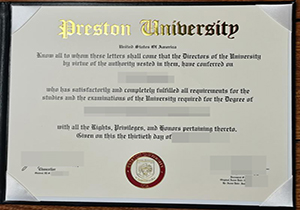 Preston University
United States Of America
Know all to whom these letters shall come that the Directors of the University
by virtue of the authority vested in them, have conferred on
who has satisfactorily and completely fulfilled all requirements for the
studies and the examinations of the University required for the Degree of
with all the Rights, Privileges, and Honors pertaining thereto.
Given on this the thirtieth day of